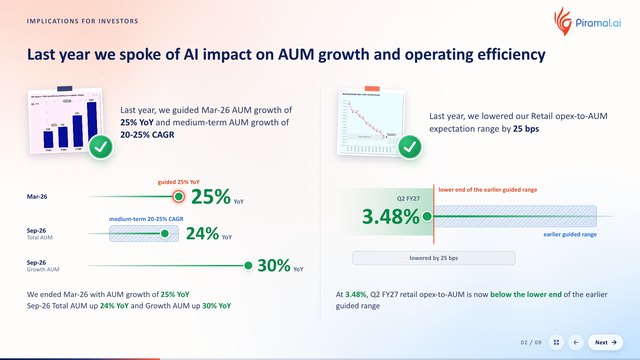 IMPLICATIONS FOR INVESTORS
Piramal.ai
Last year we spoke of AI impact on AUM growth and operating efficiency
Last year, we guided Mar-26 AUM growth of
25% YoY and medium-term AUM growth of
20-25% CAGR
guided 25% YoY
Mar-26
25% YoY
medium-term 20-25% CAGR
Sep-26
Total AUM
24% YoY
Sep-26
Growth AUM
30% YoY
We ended Mar-26 with AUM growth of 25% YoY
Sep-26 Total AUM up 24% YoY and Growth AUM up 30% YoY
Last year, we lowered our Retail opex-to-AUM
expectation range by 25 bps
lower end of the earlier guided range
Q2 FY27
3.48%
earlier guided range
lowered by 25 bps
At 3.48%, Q2 FY27 retail opex-to-AUM is now below the lower end of the earlier
guided range
02 / 08
Next →